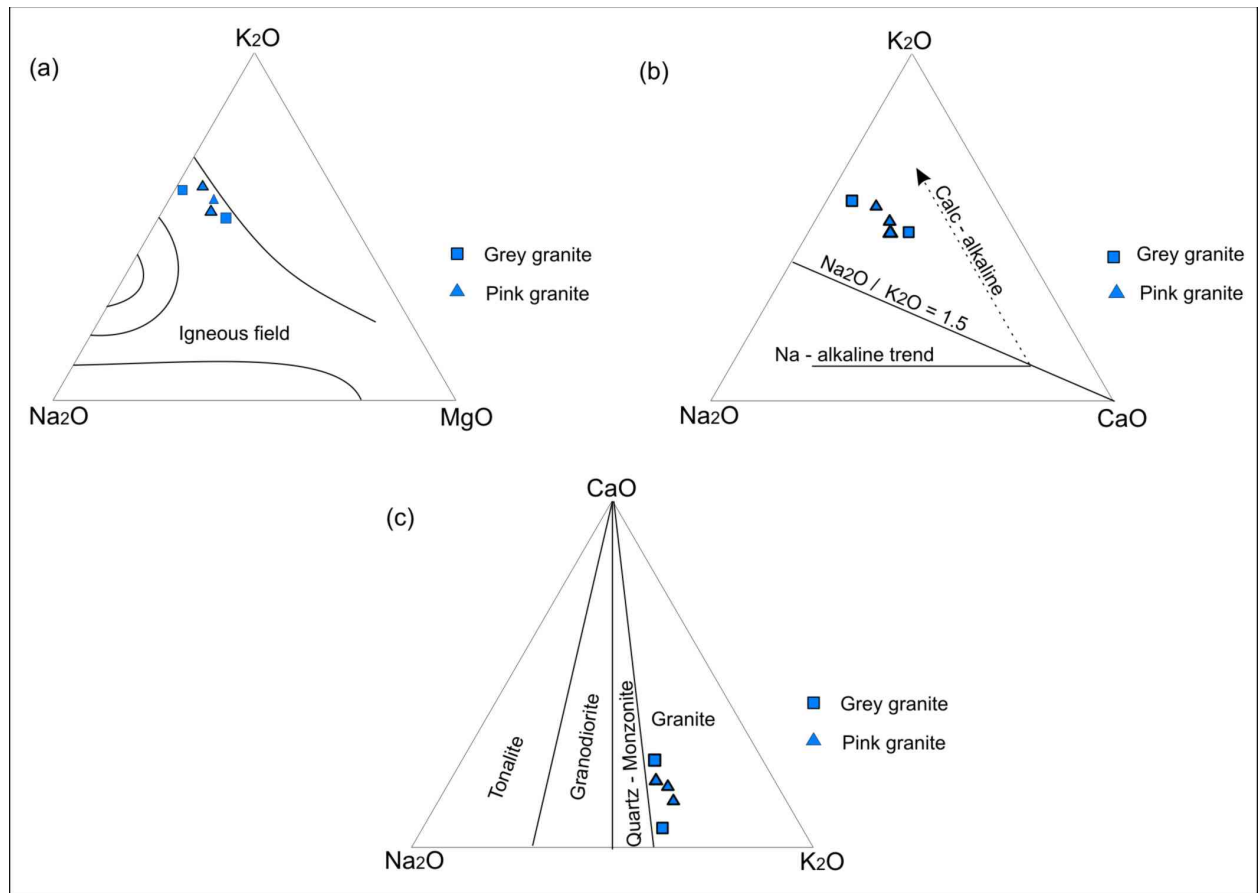 (a)
K2O
Igneous field
Na2O
MgO
Grey granite
Pink granite
(b)
K2O
Calc - alkaline
Na2O / K2O = 1.5
Na - alkaline trend
Na2O
CaO
Grey granite
Pink granite
(c)
CaO
Tonalite
Granodiorite
Quartz - Monzonite
Granite
Na2O
K2O
Grey granite
Pink granite